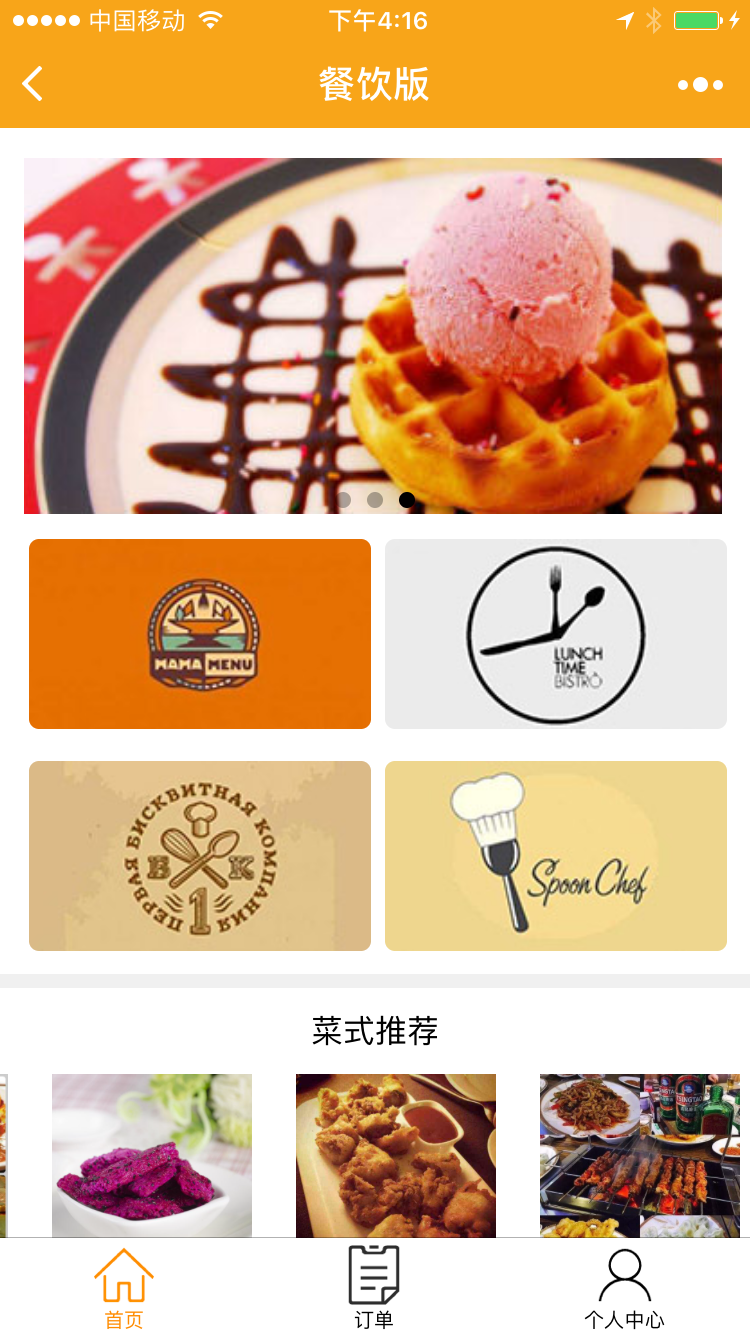 中国移动
下午4:16
餐饮版
MAMA MENU
LUNCH
TIME
BISTRO
ПЕРВАЯ БИСКВИТНАЯ КОМПАНИЯ
Б К
1
Spoon Chef
菜式推荐
TSINGTAO
首页
订单
个人中心